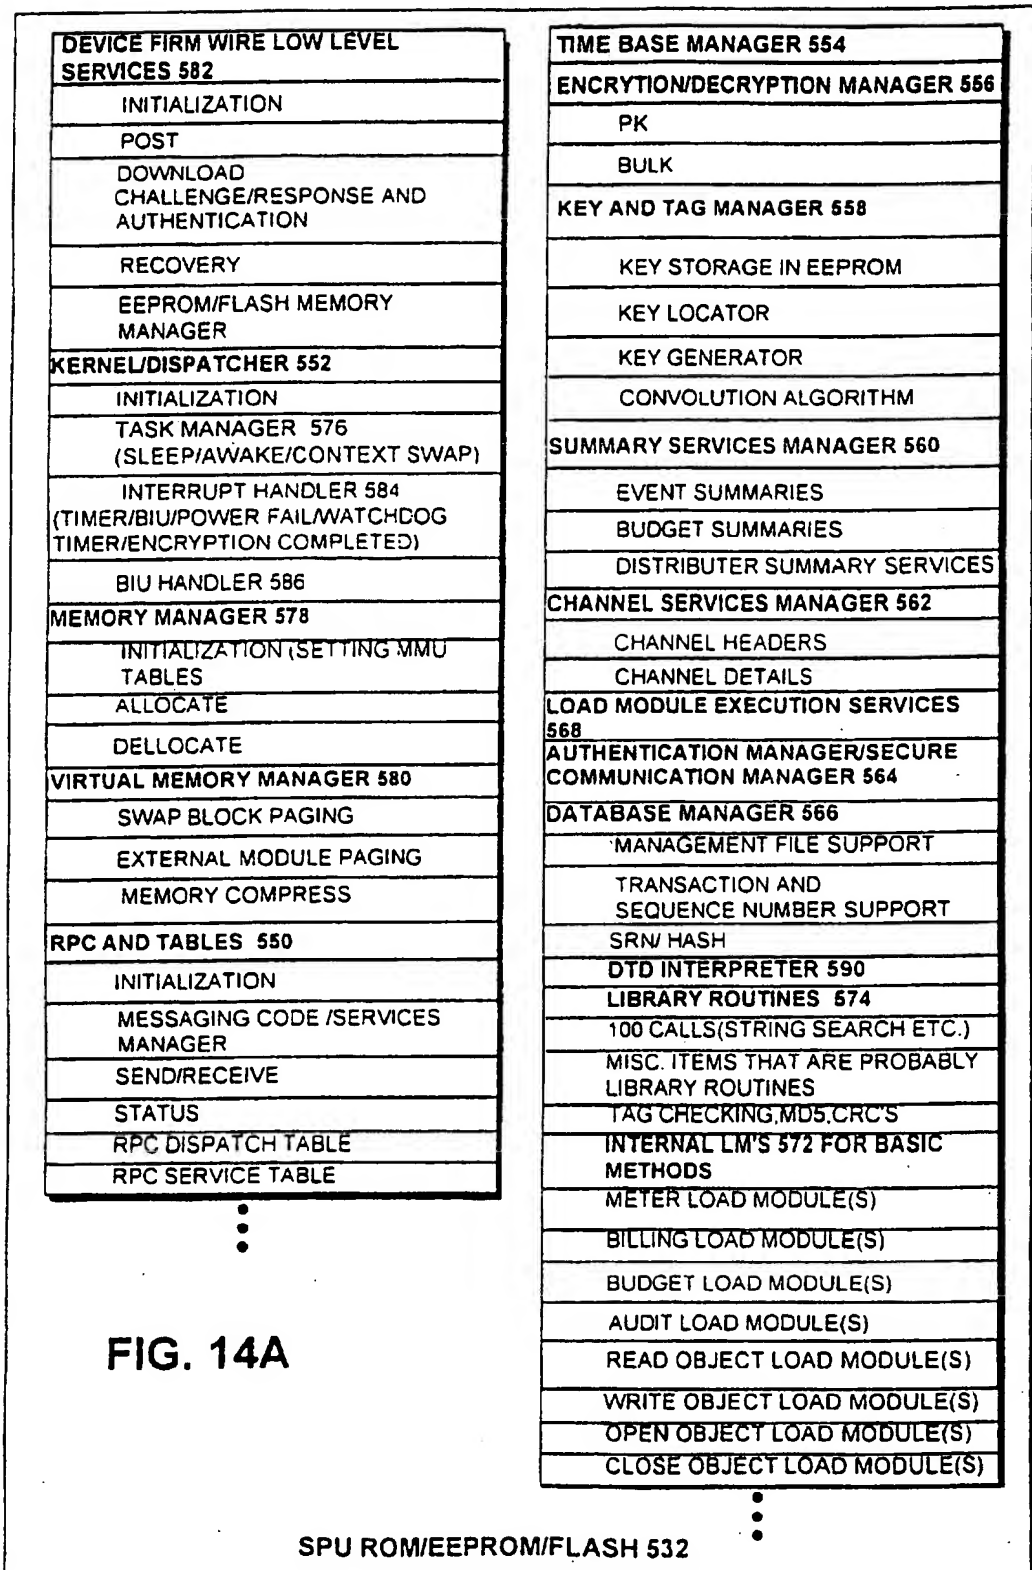 DEVICE FIRM WIRE LOW LEVEL
SERVICES 582
INITIALIZATION
POST
DOWNLOAD
CHALLENGE/RESPONSE AND
AUTHENTICATION
RECOVERY
EEPROM/FLASH MEMORY
MANAGER
KERNEL/DISPATCHER 552
INITIALIZATION
TASK MANAGER 576
(SLEEP/AWAKE/CONTEXT SWAP)
INTERRUPT HANDLER 584
(TIMER/BIU/POWER FAIL/WATCHDOG
TIMER/ENCRYPTION COMPLETED)
BIU HANDLER 586
MEMORY MANAGER 578
INITIALIZATION (SETTING MMU
TABLES
ALLOCATE
DELLOCATE
VIRTUAL MEMORY MANAGER 580
SWAP BLOCK PAGING
EXTERNAL MODULE PAGING
MEMORY COMPRESS
RPC AND TABLES 550
INITIALIZATION
MESSAGING CODE /SERVICES
MANAGER
SEND/RECEIVE
STATUS
RPC DISPATCH TABLE
RPC SERVICE TABLE
TIME BASE MANAGER 554
ENCRYTION/DECRYPTION MANAGER 556
PK
BULK
KEY AND TAG MANAGER 558
KEY STORAGE IN EEPROM
KEY LOCATOR
KEY GENERATOR
CONVOLUTION ALGORITHM
SUMMARY SERVICES MANAGER 560
EVENT SUMMARIES
BUDGET SUMMARIES
DISTRIBUTER SUMMARY SERVICES
CHANNEL SERVICES MANAGER 562
CHANNEL HEADERS
CHANNEL DETAILS
LOAD MODULE EXECUTION SERVICES
568
AUTHENTICATION MANAGER/SECURE
COMMUNICATION MANAGER 564
DATABASE MANAGER 566
MANAGEMENT FILE SUPPORT
TRANSACTION AND
SEQUENCE NUMBER SUPPORT
SRN/ HASH
DTD INTERPRETER 590
LIBRARY ROUTINES 574
100 CALLS(STRING SEARCH ETC.)
MISC. ITEMS THAT ARE PROBABLY
LIBRARY ROUTINES
TAG CHECKING,MD5,CRC'S
INTERNAL LM'S 572 FOR BASIC
METHODS
METER LOAD MODULE(S)
BILLING LOAD MODULE(S)
BUDGET LOAD MODULE(S)
AUDIT LOAD MODULE(S)
READ OBJECT LOAD MODULE(S)
WRITE OBJECT LOAD MODULE(S)
OPEN OBJECT LOAD MODULE(S)
CLOSE OBJECT LOAD MODULE(S)
FIG. 14A
SPU ROM/EEPROM/FLASH 532